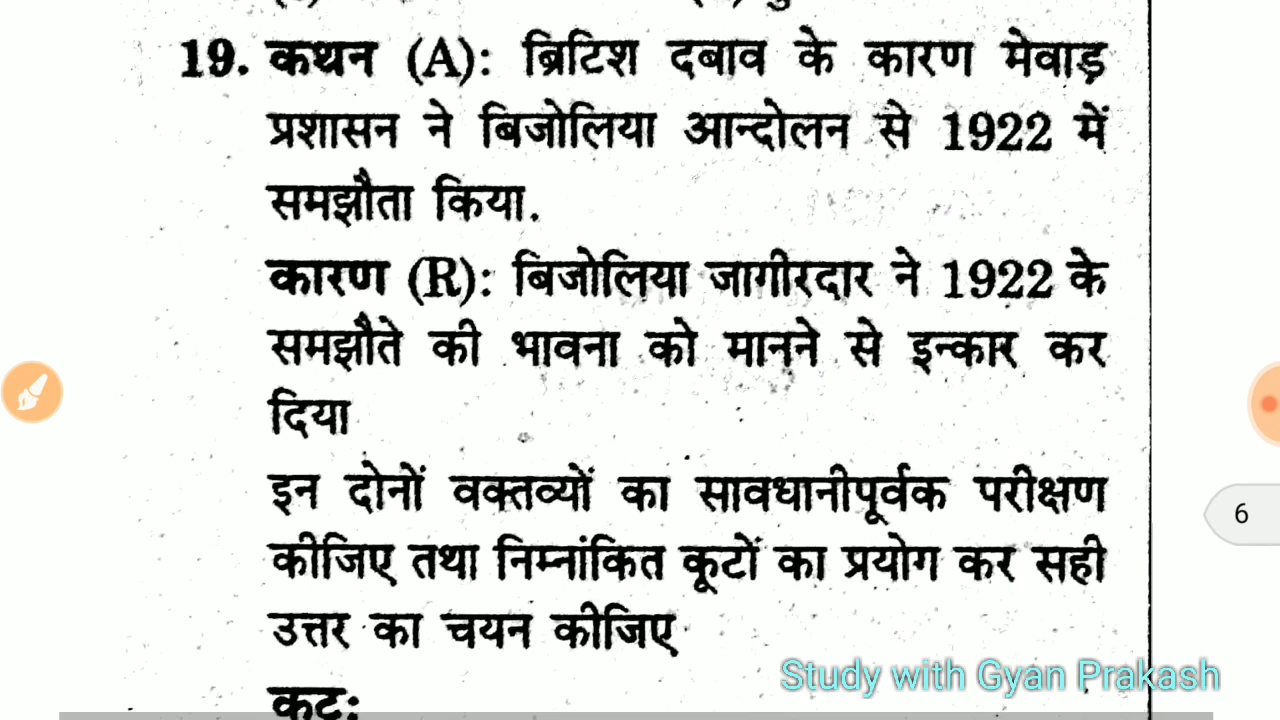 19. कथन (A): ब्रिटिश दबाव के कारण मेवाड़
प्रशासन ने बिजोलिया आन्दोलन से 1922 में
समझौता किया.
कारण (R): बिजोलिया जागीरदार ने 1922 के
समझौते की भावना को मानने से इन्कार कर
दिया
6
इन दोनों वक्तव्यों का सावधानीपूर्वक परीक्षण
कीजिए तथा निम्नांकित कूटों का प्रयोग कर सही
उत्तर का चयन कीजिए
Study with Gyan Prakash